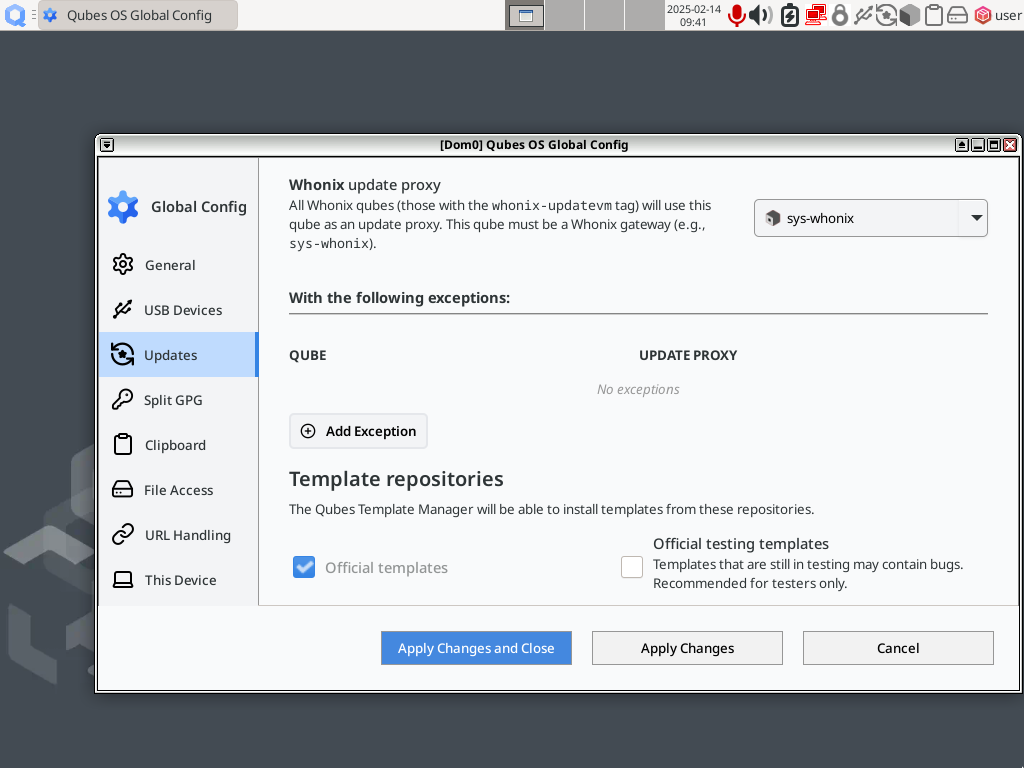 Qubes OS Global Config
2025-02-14
09:41
user
[Dom0] Qubes OS Global Config
Global Config
General
USB Devices
Updates
Split GPG
Clipboard
File Access
URL Handling
This Device
Whonix update proxy
All Whonix qubes (those with the whonix-updatevm tag) will use this
qube as an update proxy. This qube must be a Whonix gateway (e.g.,
sys-whonix).
sys-whonix
With the following exceptions:
QUBE UPDATE PROXY
No exceptions
Add Exception
Template repositories
The Qubes Template Manager will be able to install templates from these repositories.
Official templates
Official testing templates
Templates that are still in testing may contain bugs.
Recommended for testers only.
Apply Changes and Close
Apply Changes
Cancel